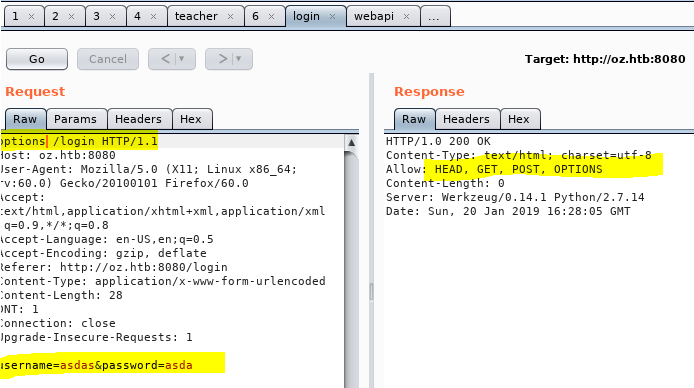 1 × 2 × 3 × 4 × teacher × 6 × login × webapi × ...
Go Cancel < > Target: http://oz.htb:8080
Request
Raw Params Headers Hex
options /login HTTP/1.1
Host: oz.htb:8080
User-Agent: Mozilla/5.0 (X11; Linux x86_64;
rv:60.0) Gecko/20100101 Firefox/60.0
Accept:
text/html,application/xhtml+xml,application/xml
q=0.9,*/*;q=0.8
Accept-Language: en-US,en;q=0.5
Accept-Encoding: gzip, deflate
Referer: http://oz.htb:8080/login
Content-Type: application/x-www-form-urlencoded
Content-Length: 28
DNT: 1
Connection: close
Upgrade-Insecure-Requests: 1
username=asdas&password=asda
Response
Raw Headers Hex
HTTP/1.0 200 OK
Content-Type: text/html; charset=utf-8
Allow: HEAD, GET, POST, OPTIONS
Content-Length: 0
Server: Werkzeug/0.14.1 Python/2.7.14
Date: Sun, 20 Jan 2019 16:28:05 GMT